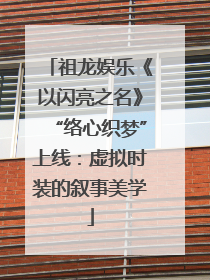 「祖龙娱乐《
以闪亮之名》
“络心织梦”
上线：虚拟时
装的叙事美学
」